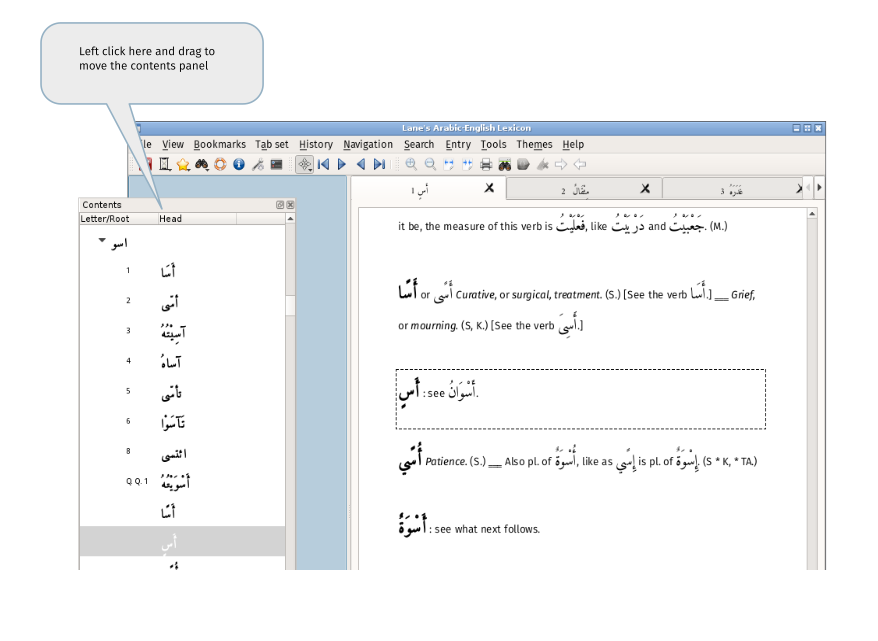 Left click here and drag to
move the contents panel
Lane's Arabic-English Lexicon
le View Bookmarks Tab set History Navigation Search Entry Tools Themes Help
أَسٍ 1
مِثْقَالٌ 2
3
Contents
Letter/Root Head
اسو
1 أَسَا
2 أسّى
3 آسِيْتُهُ
4 آساهُ
5 تأسّى
6 تَآسَوْا
8 ائتسى
Q. Q. 1
أَسًا
أَسٍ
it be, the measure of this verb is فَعْلَيْتُ, like دَرْبَيْتُ and جَعْبَيْتُ. (M.)
أَسًا or أَسًى Curative, or surgical, treatment. (S.) [See the verb أَسَا.] __ Grief,
or mourning. (S, K.) [See the verb أَسِىَ.]
أَسٍ : see أَسْوَانُ.
أُسًي Patience. (S.) __ Also pl. of أُسْوَةٌ, like as إِسًي is pl. of إِسْوَةٌ. (S * K, * TA.)
أَسْوَةٌ : see what next follows.